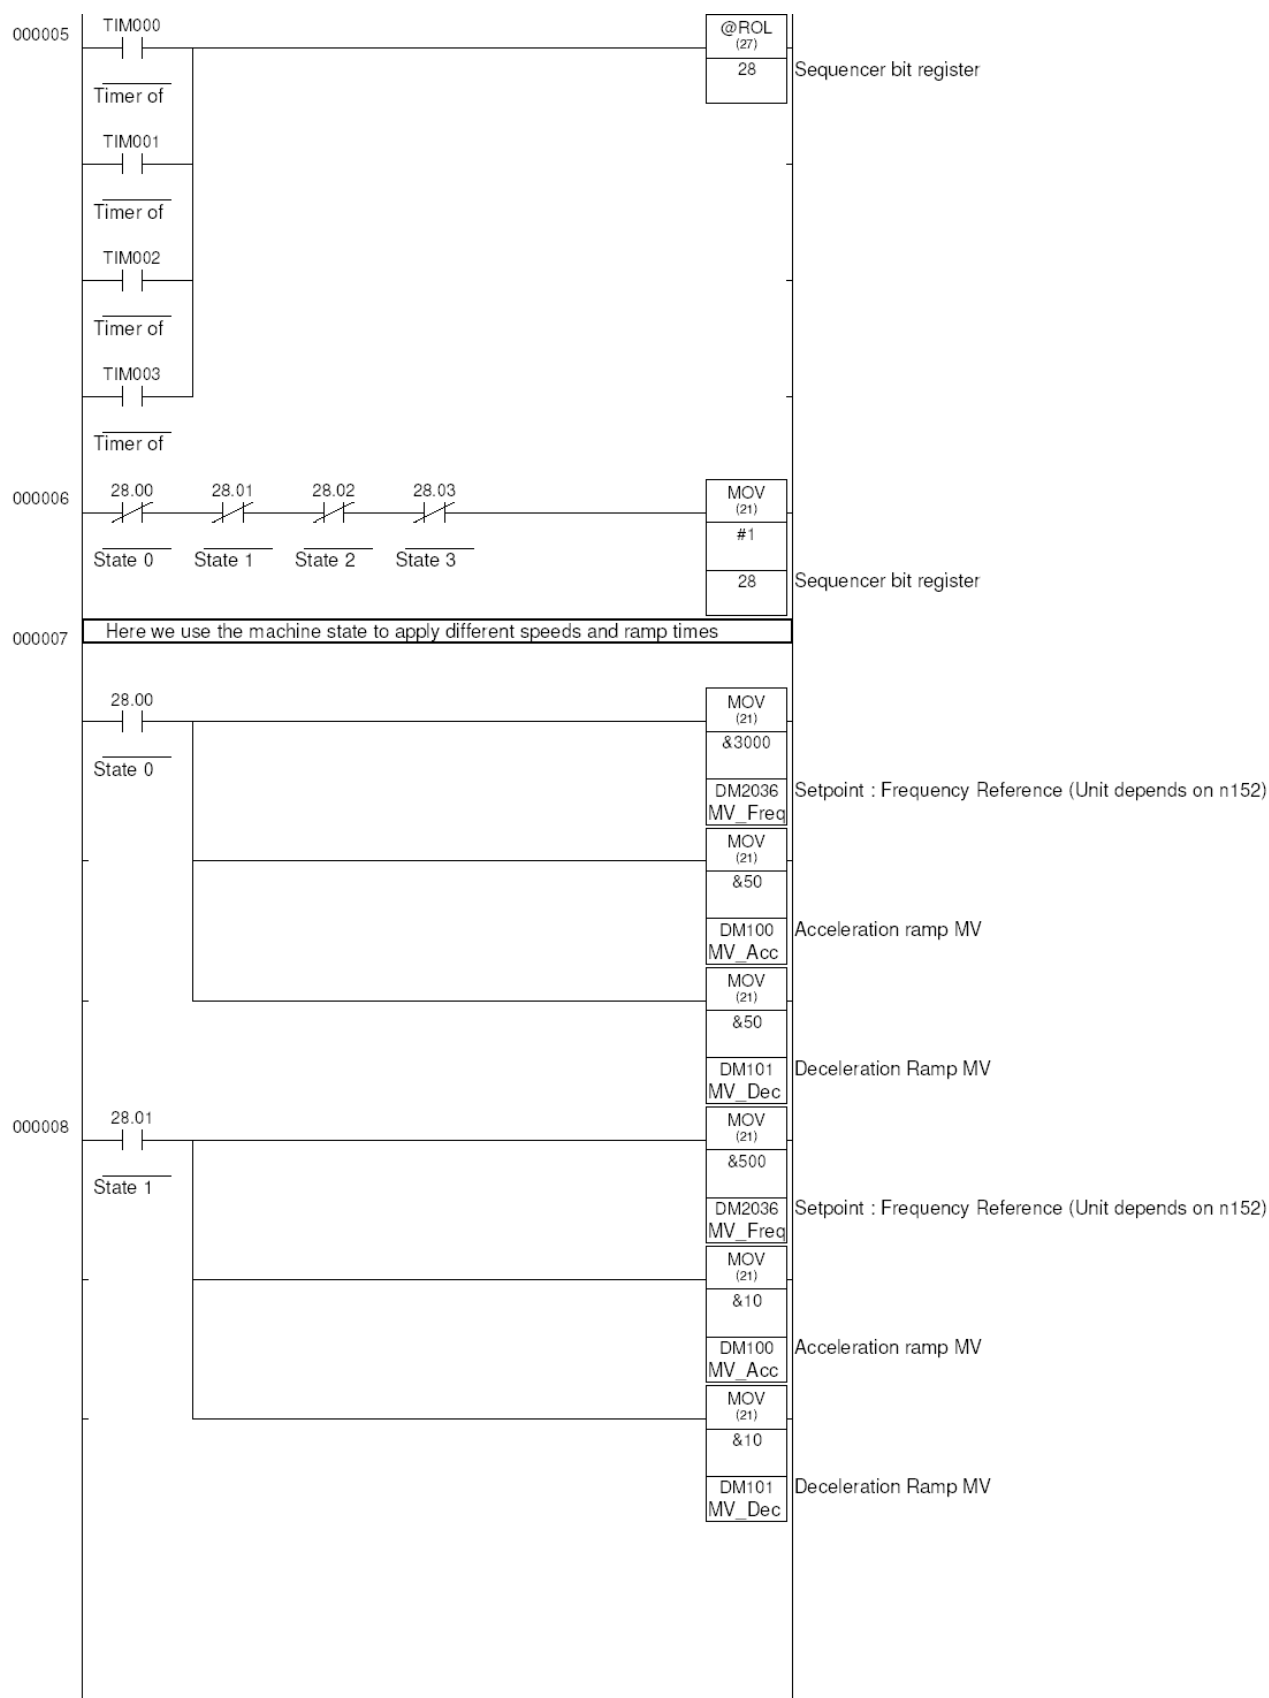 000005
TIM000
@ROL
(27)
28
Sequencer bit register
Timer of
TIM001
Timer of
TIM002
Timer of
TIM003
Timer of
000006
28.00 28.01 28.02 28.03
MOV
(21)
#1
State 0 State 1 State 2 State 3
28
Sequencer bit register
000007
Here we use the machine state to apply different speeds and ramp times
28.00
MOV
(21)
&3000
State 0
DM2036
MV_Freq
Setpoint : Frequency Reference (Unit depends on n152)
MOV
(21)
&50
DM100
MV_Acc
Acceleration ramp MV
MOV
(21)
&50
DM101
MV_Dec
Deceleration Ramp MV
000008
28.01
MOV
(21)
&500
State 1
DM2036
MV_Freq
Setpoint : Frequency Reference (Unit depends on n152)
MOV
(21)
&10
DM100
MV_Acc
Acceleration ramp MV
MOV
(21)
&10
DM101
MV_Dec
Deceleration Ramp MV